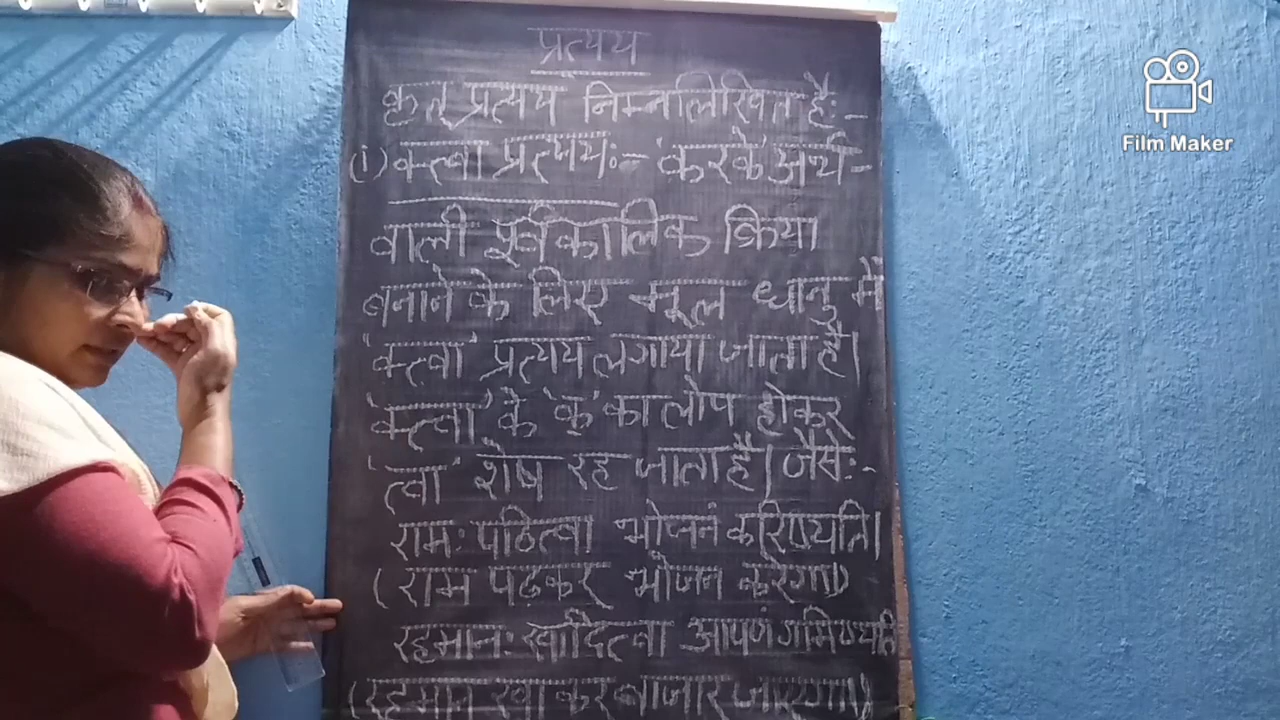 प्रत्यय
कृत् प्रत्यय निम्नलिखित हैः-
(i) क्त्वा प्रत्ययः- 'करके' अर्थ-
वाली पूर्वकालिक क्रिया
बनाने के लिए मूल धातु में
'क्त्वा' प्रत्यय लगाया जाता है।
'क्त्वा' के 'क्' का लोप होकर
'त्वा' शेष रह जाता है। जैसेः-
रामः पठित्वा भोजनं करिष्यति।
(राम पढ़कर भोजन करेगा)
रहमानः खादित्वा आपणं गमिष्यति
(रहमान खा कर बाजार जाएगा)
Film Maker